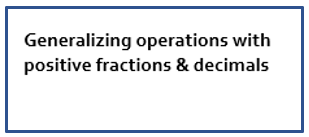 Generalizing operations with
positive fractions & decimals